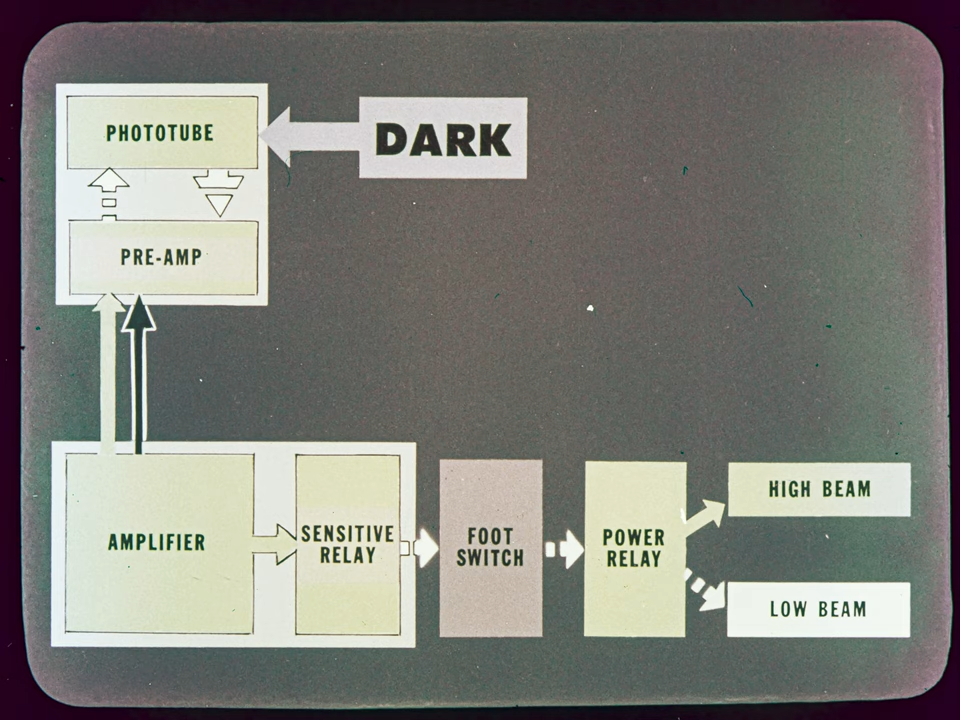 PHOTOTUBE
DARK
PRE-AMP
AMPLIFIER
SENSITIVE
RELAY
FOOT
SWITCH
POWER
RELAY
HIGH BEAM
LOW BEAM